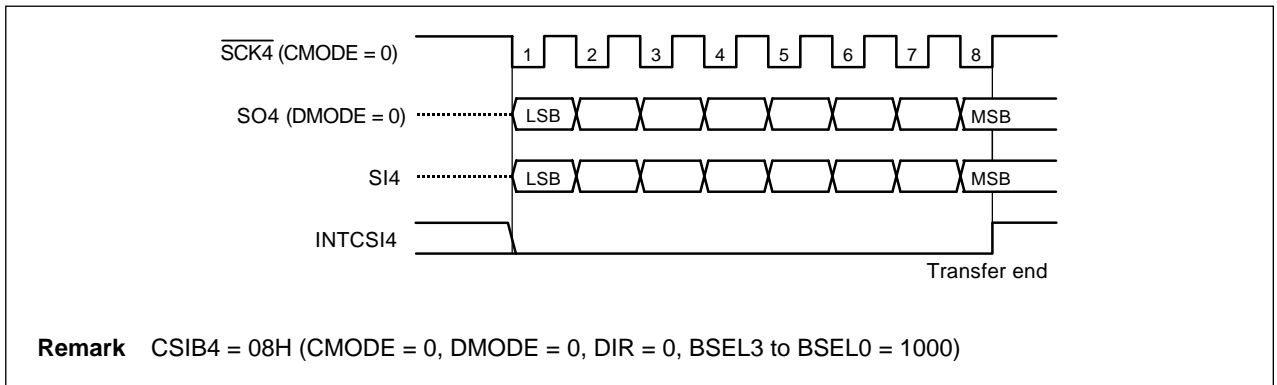 SCK4 (CMODE = 0)
1 2 3 4 5 6 7 8
SO4 (DMODE = 0)
LSB MSB
SI4
LSB MSB
INTCSI4
Transfer end
Remark CSIB4 = 08H (CMODE = 0, DMODE = 0, DIR = 0, BSEL3 to BSEL0 = 1000)